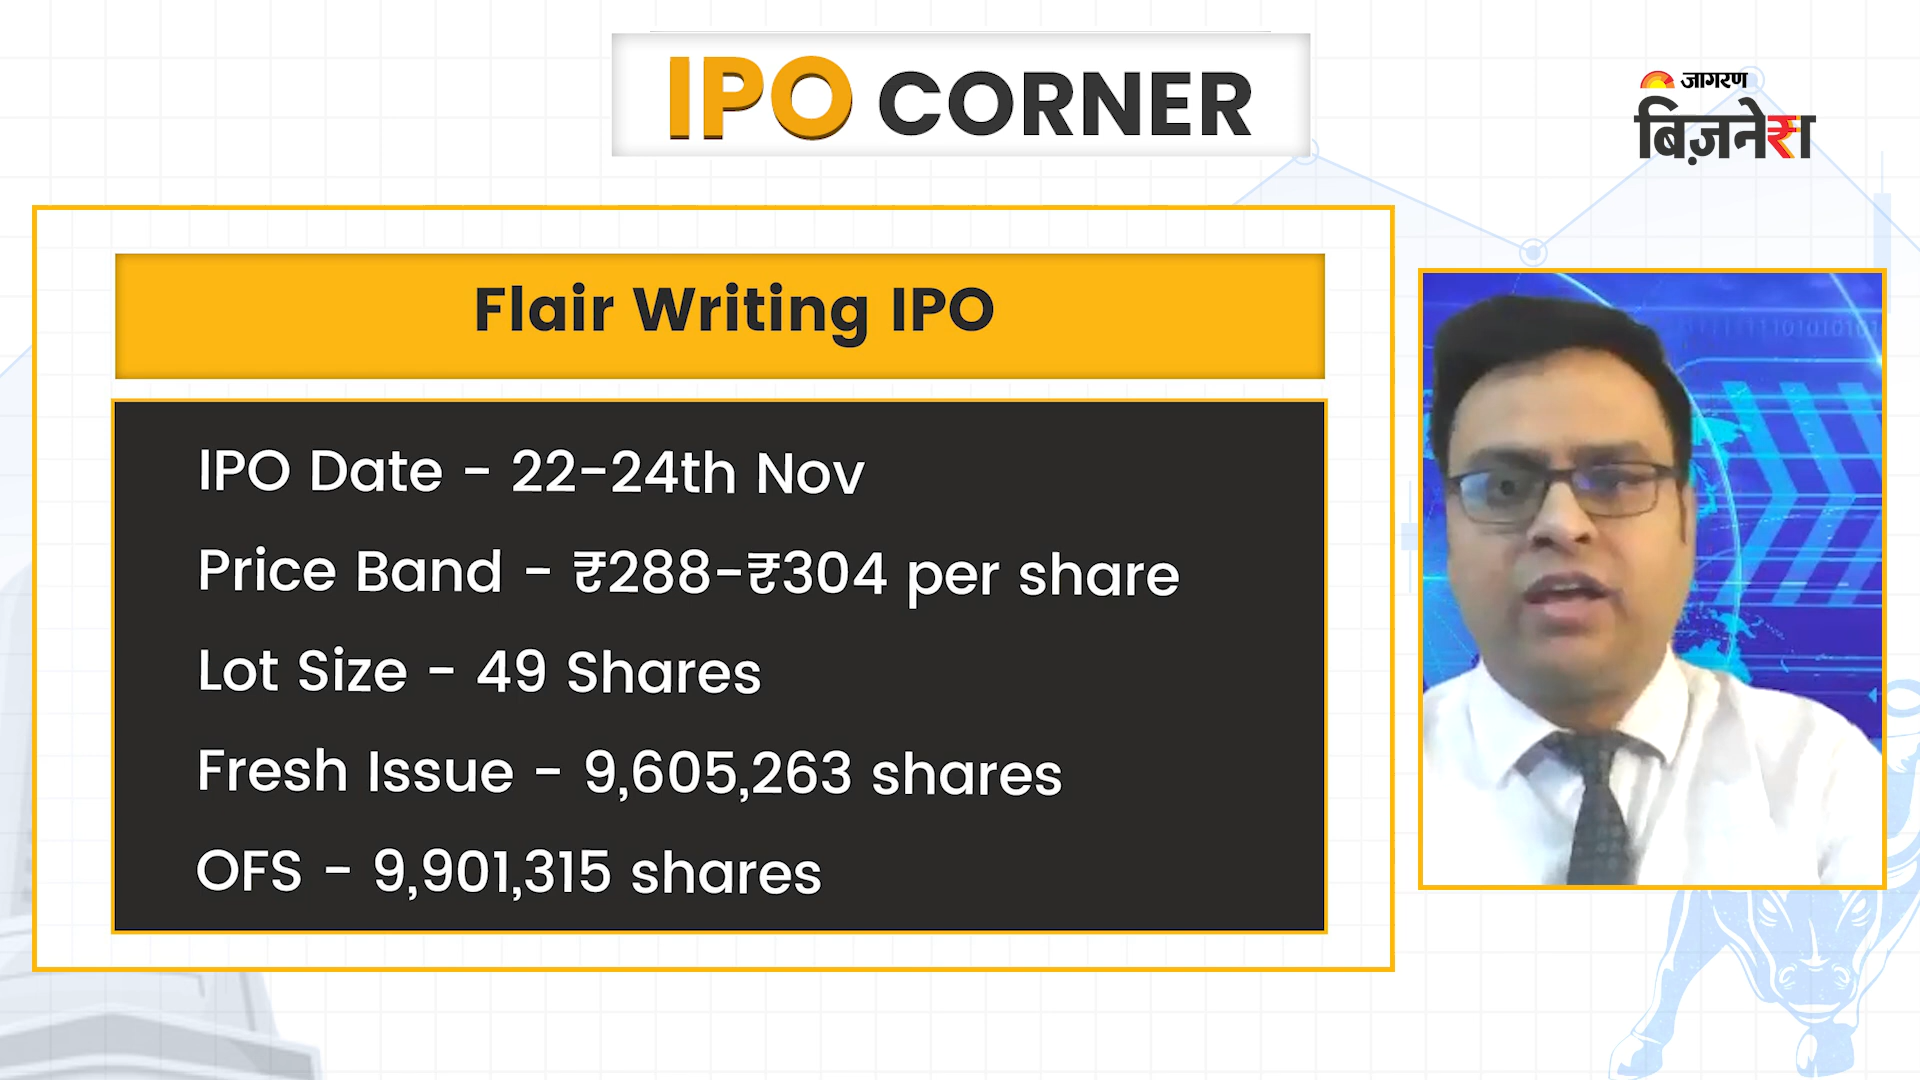 IPO CORNER
जागरण
बिज़नेस
Flair Writing IPO
IPO Date - 22-24th Nov
Price Band - ₹288-₹304 per share
Lot Size - 49 Shares
Fresh Issue - 9,605,263 shares
OFS - 9,901,315 shares